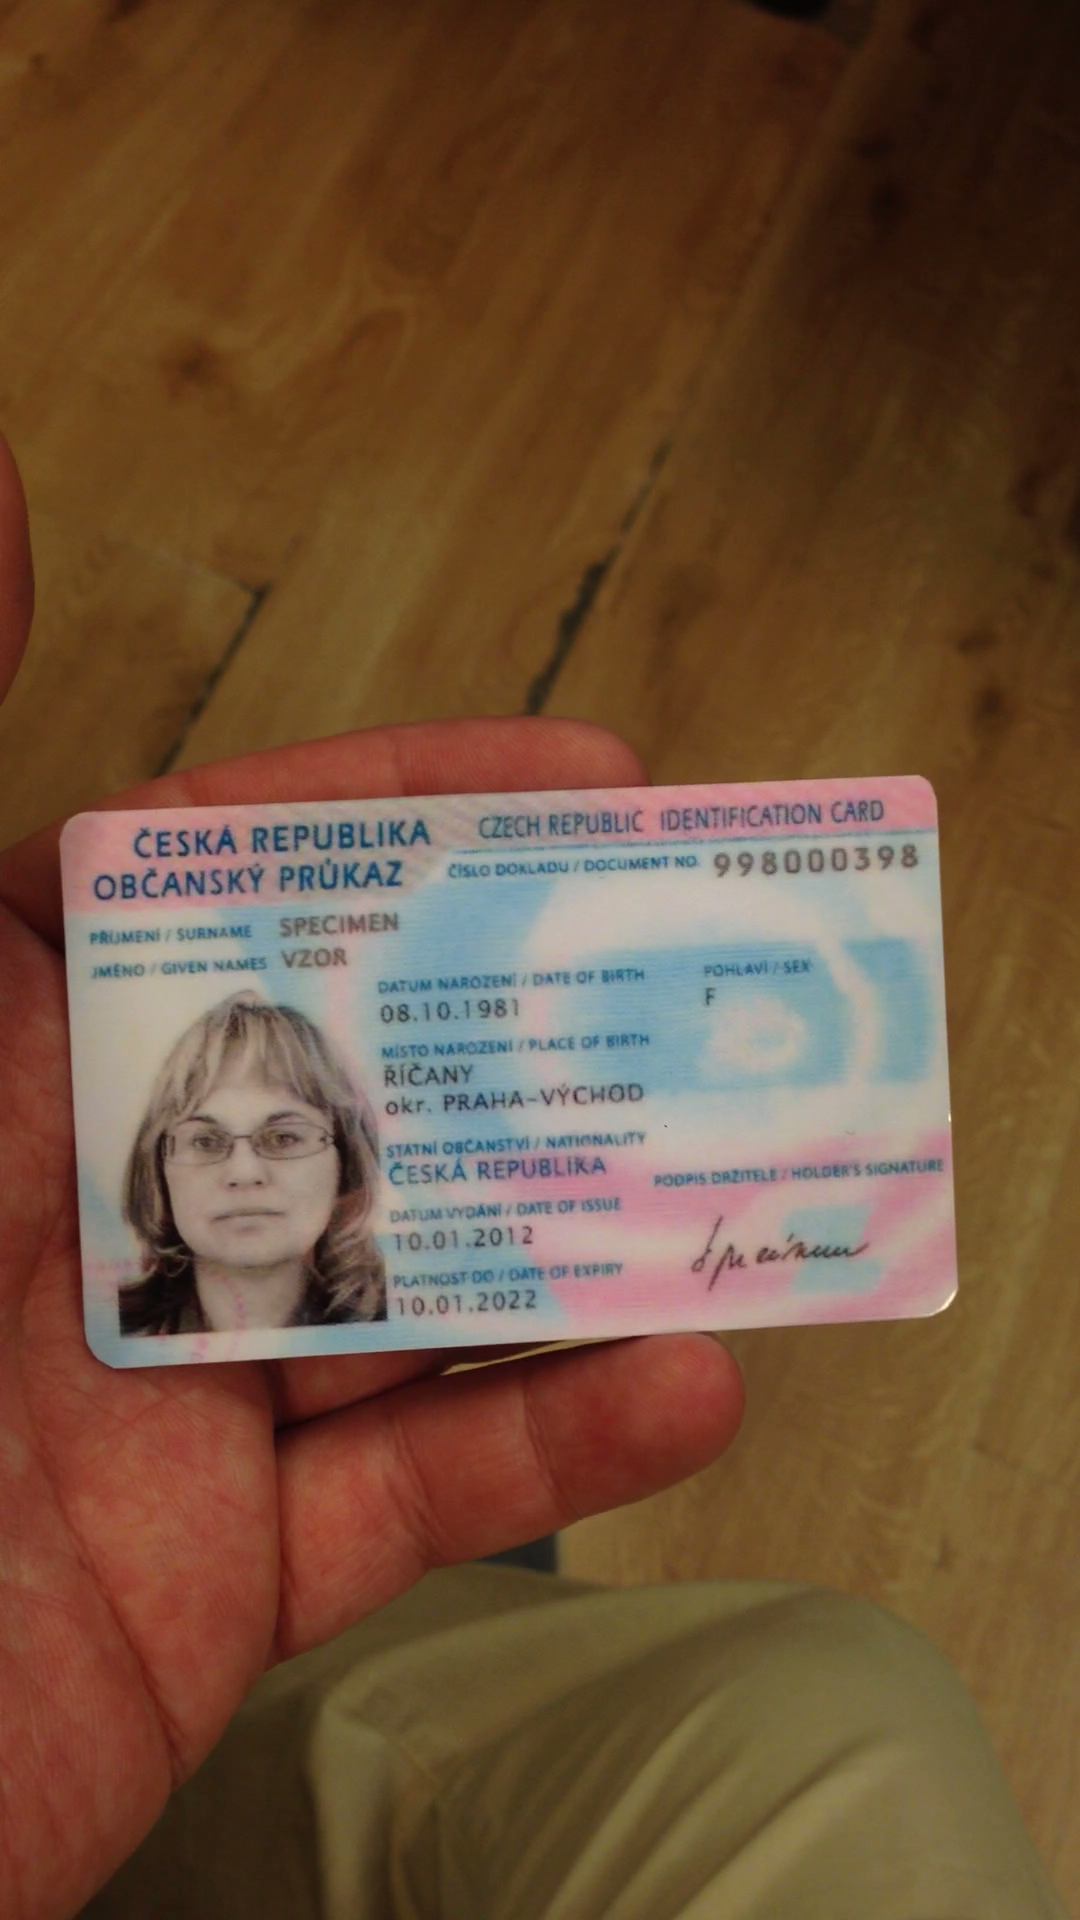 ČESKÁ REPUBLIKA
OBČANSKÝ PRŮKAZ
CZECH REPUBLIC IDENTIFICATION CARD
ČÍSLO DOKLADU / DOCUMENT NO. 998000398
PŘÍJMENÍ / SURNAME SPECIMEN
JMÉNO / GIVEN NAMES VZOR
DATUM NAROZENÍ / DATE OF BIRTH
08.10.1981
POHLAVÍ / SEX
F
MÍSTO NAROZENÍ / PLACE OF BIRTH
ŘÍČANY
okr. PRAHA-VÝCHOD
STÁTNÍ OBČANSTVÍ / NATIONALITY
ČESKÁ REPUBLIKA
DATUM VYDÁNÍ / DATE OF ISSUE
10.01.2012
PLATNOST DO / DATE OF EXPIRY
10.01.2022
PODPIS DRŽITELE / HOLDER'S SIGNATURE
Specimen